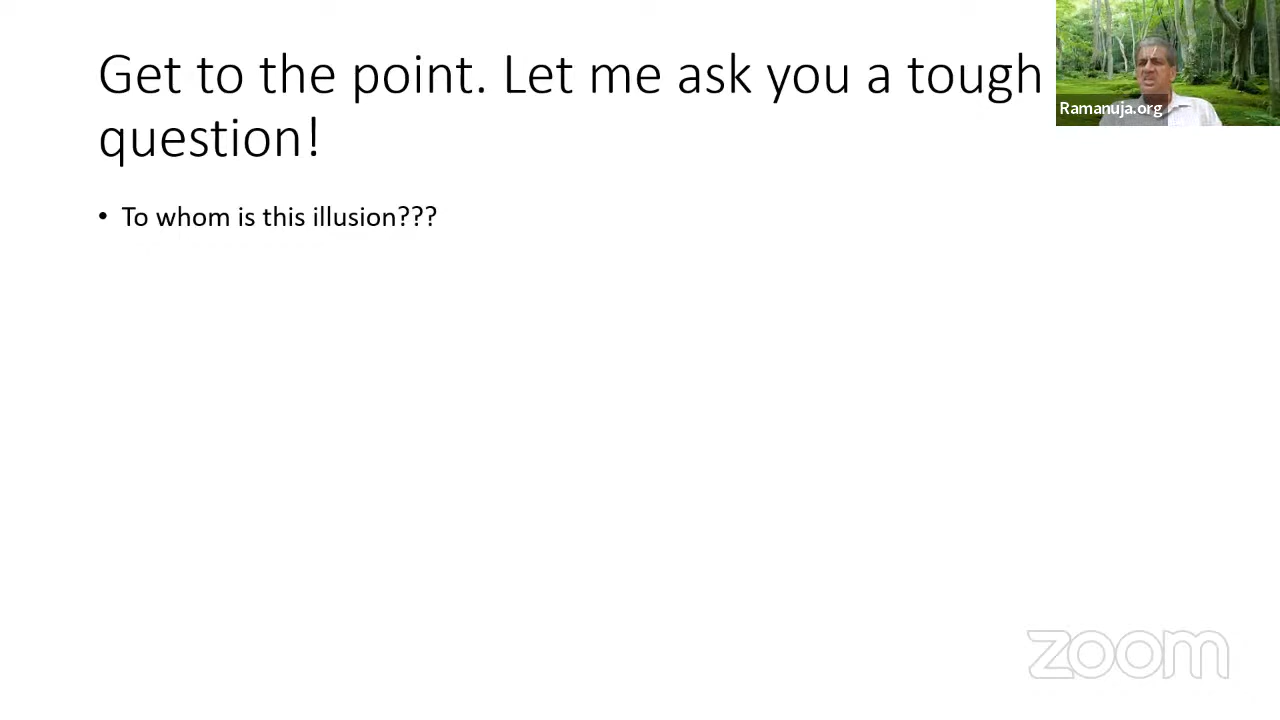 Get to the point. Let me ask you a tough
question!
Ramanuja.org
• To whom is this illusion???
zoom